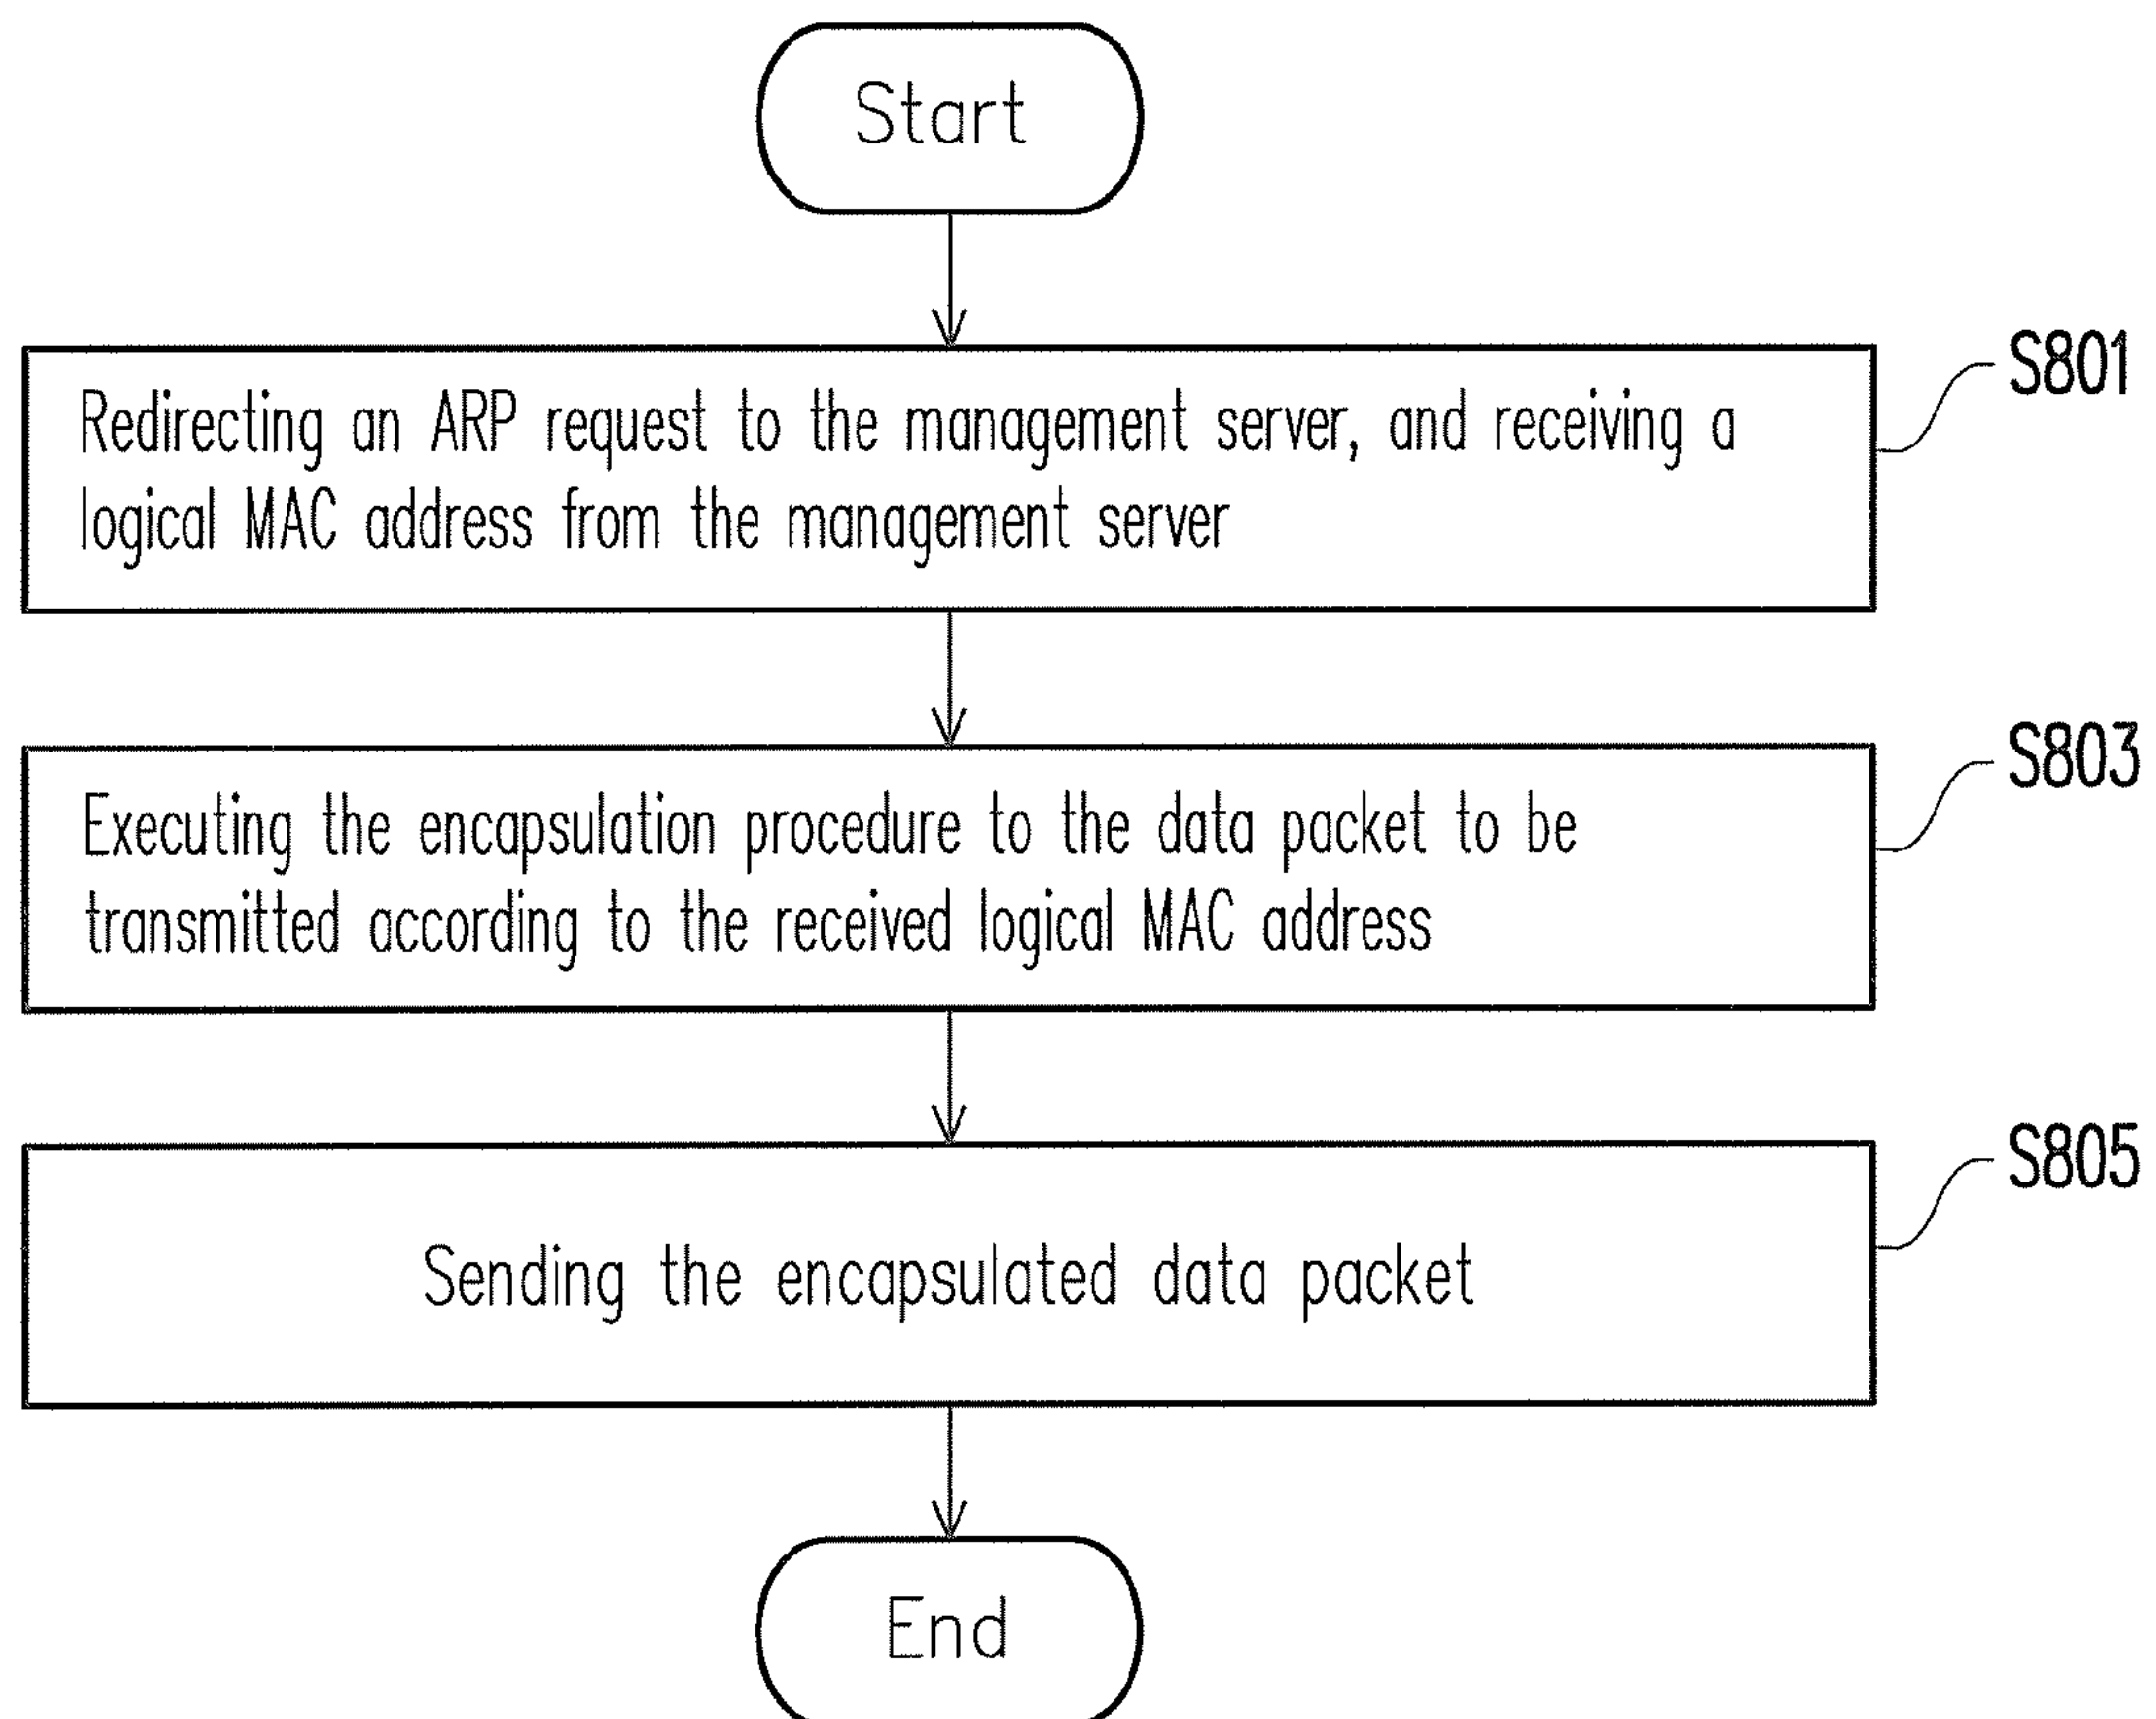 Start
S801
Redirecting an ARP request to the management server, and receiving a
logical MAC address from the management server
S803
Executing the encapsulation procedure to the data packet to be
transmitted according to the received logical MAC address
S805
Sending the encapsulated data packet
End